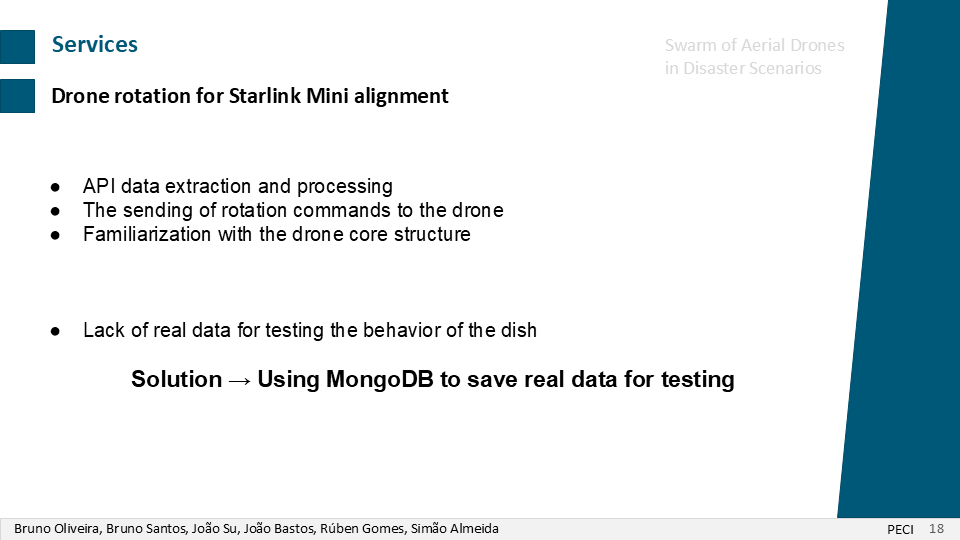 Services
Swarm of Aerial Drones
in Disaster Scenarios
Drone rotation for Starlink Mini alignment
● API data extraction and processing
● The sending of rotation commands to the drone
● Familiarization with the drone core structure
● Lack of real data for testing the behavior of the dish
Solution → Using MongoDB to save real data for testing
Bruno Oliveira, Bruno Santos, João Su, João Bastos, Rúben Gomes, Simão Almeida
PECI 18